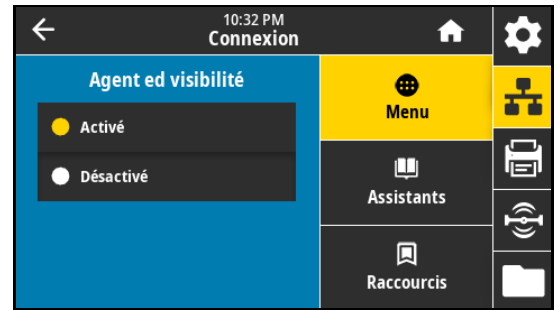 10:32 PM
Connexion
Agent ed visibilité
Activé
Désactivé
Menu
Assistants
Raccourcis